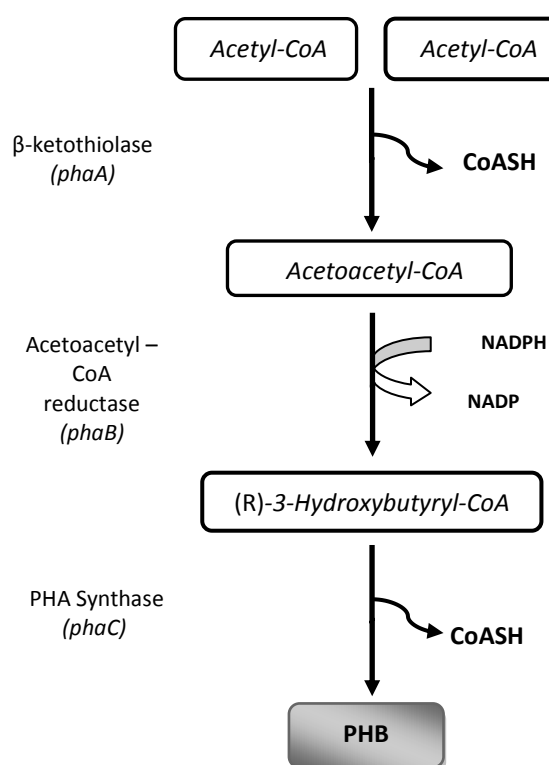 Acetyl-CoA
Acetyl-CoA
β-ketothiolase
(phaA)
CoASH
Acetoacetyl-CoA
Acetoacetyl –
CoA
reductase
(phaB)
NADPH
NADP
(R)-3-Hydroxybutyryl-CoA
PHA Synthase
(phaC)
CoASH
PHB